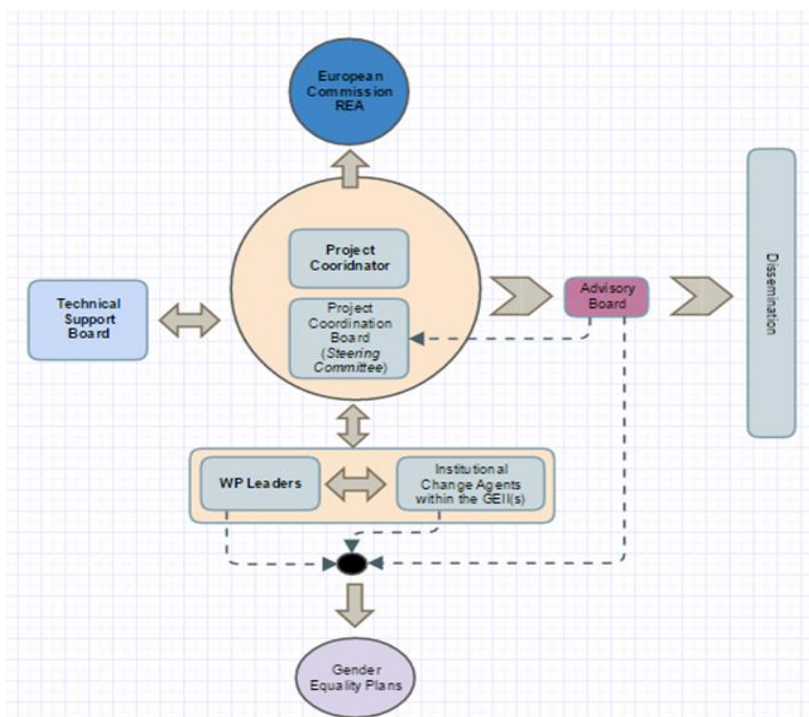 European
Commission
REA
Project
Cooridnator
Project
Coordination
Board
(Steering
Committee)
Technical
Support
Board
Advisory
Board
Dissemination
WP Leaders
Institutional
Change Agents
within the GEII(s)
Gender
Equality Plans